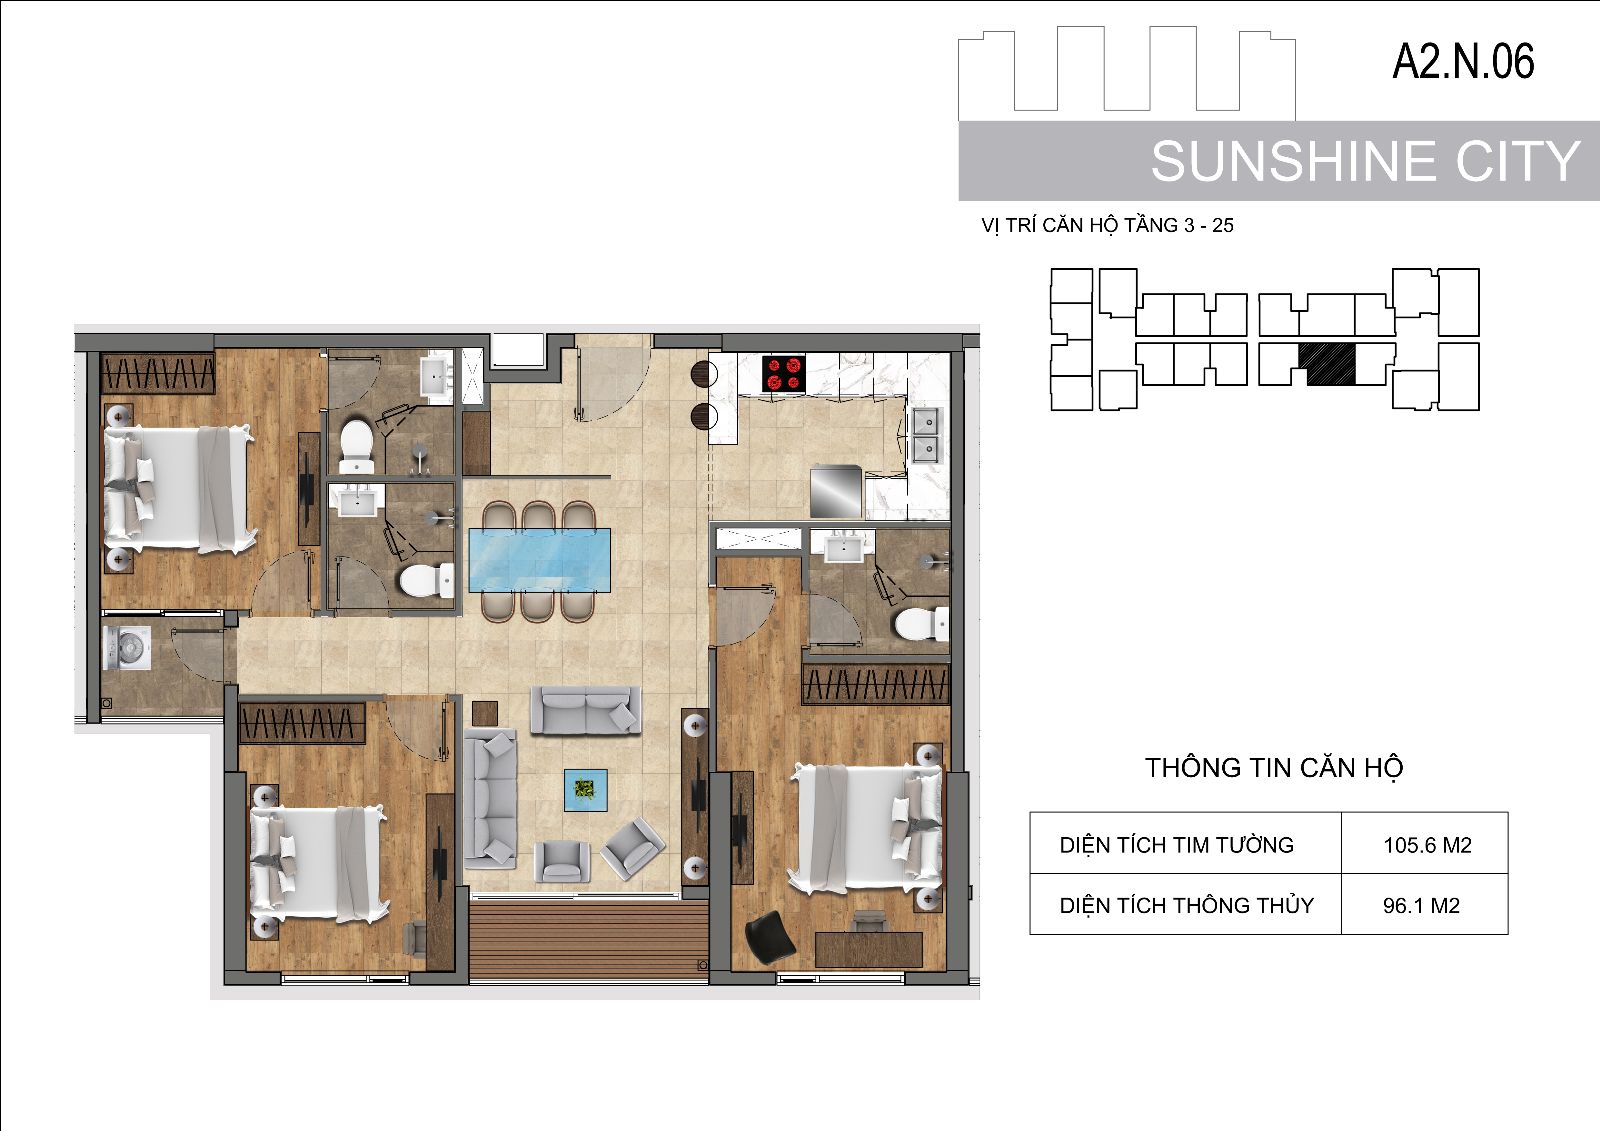 A2.N.06
SUNSHINE CITY
VỊ TRÍ CĂN HỘ TẦNG 3 - 25
THÔNG TIN CĂN HỘ
DIỆN TÍCH TIM TƯỜNG 105.6 M2
DIỆN TÍCH THÔNG THỦY 96.1 M2